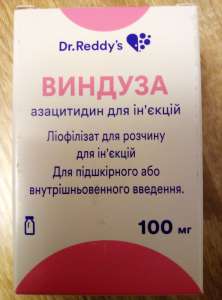 Dr.Reddy's
ВИНДУЗА
азацитидин для ін'єкцій
Ліофілізат для розчину
для ін'єкцій
Для підшкірного або
внутрішньовенного введення.
100 мг